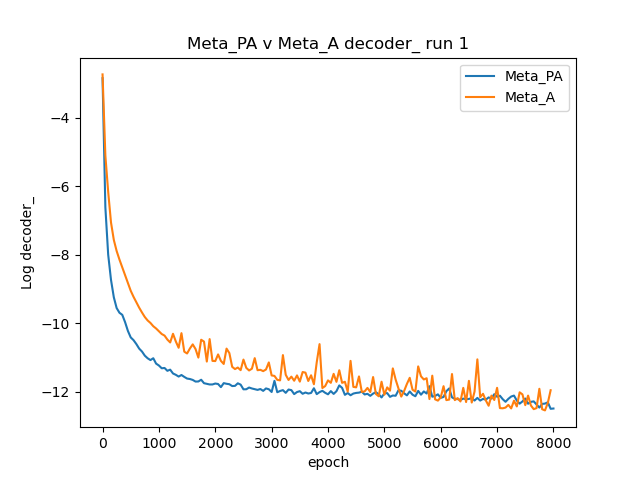 Meta_PA v Meta_A decoder_ run 1
Meta_PA
Meta_A
Log decoder_
−4
−6
−8
−10
−12
0 1000 2000 3000 4000 5000 6000 7000 8000
epoch